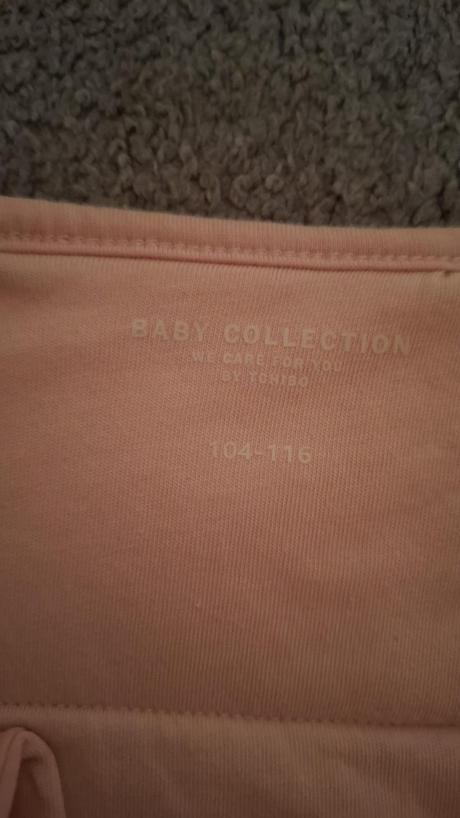 BABY COLLECTION
WE CARE FOR YOU
BY TCHIBO
104-116